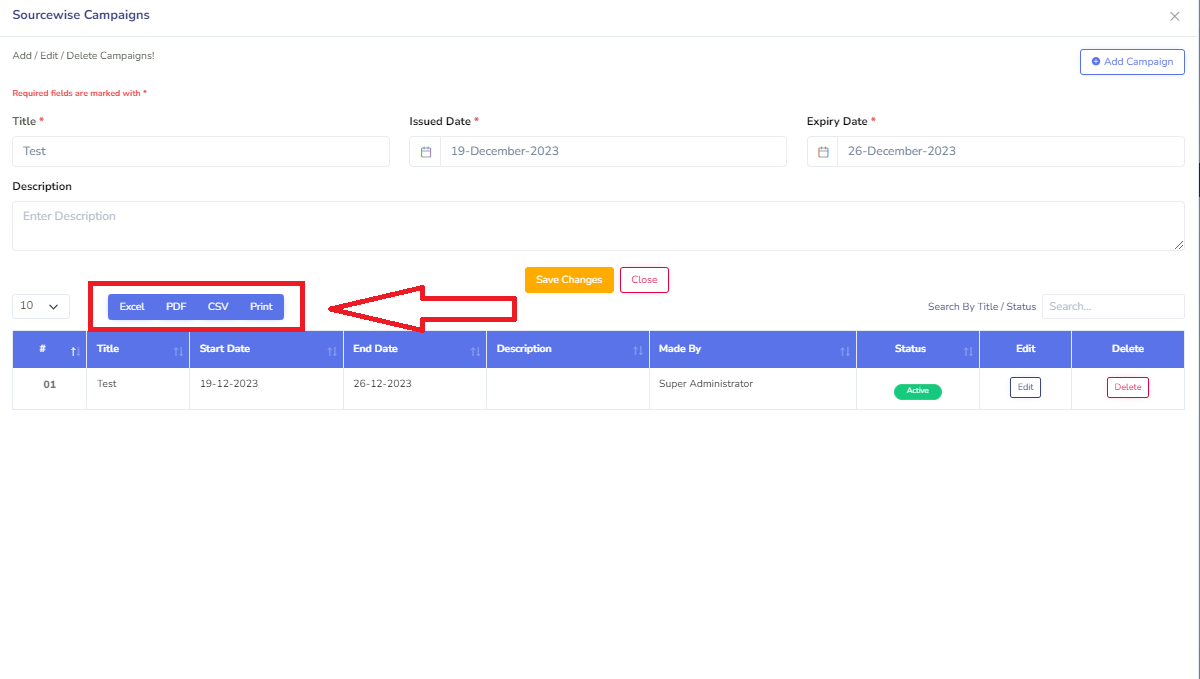 Sourcewise Campaigns
Add / Edit / Delete Campaigns!
Add Campaign
Required fields are marked with *
Title * Issued Date * Expiry Date *
Test 19-December-2023 26-December-2023
Description
Enter Description
Save Changes Close
10 Excel PDF CSV Print Search By Title / Status Search...
# Title Start Date End Date Description Made By Status Edit Delete
01 Test 19-12-2023 26-12-2023 Super Administrator Active Edit Delete